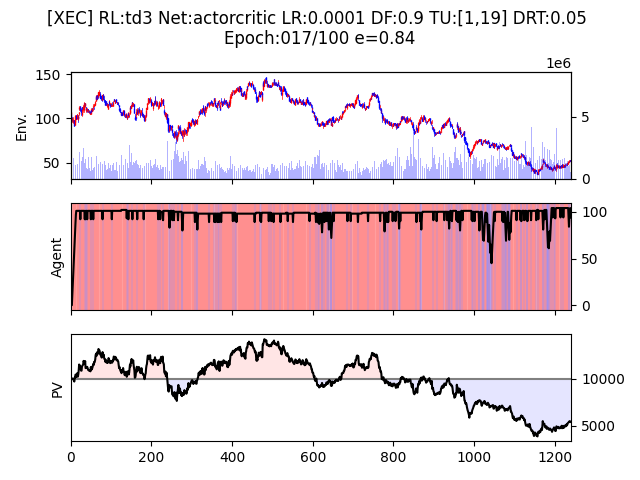 [XEC] RL:td3 Net:actorcritic LR:0.0001 DF:0.9 TU:[1,19] DRT:0.05
Epoch:017/100 e=0.84
1e6
150
100
50
Env.
5
0
Agent
100
50
0
PV
10000
5000
0 200 400 600 800 1000 1200